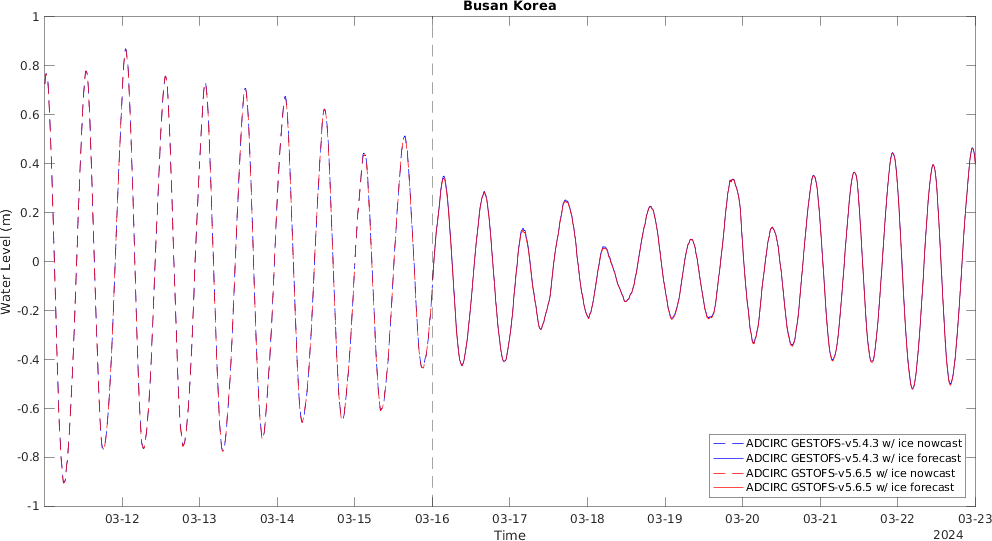 Busan Korea
Water Level (m)
1
0.8
0.6
0.4
0.2
0
-0.2
-0.4
-0.6
-0.8
-1
ADCIRC GESTOFS-v5.4.3 w/ ice nowcast
ADCIRC GESTOFS-v5.4.3 w/ ice forecast
ADCIRC GSTOFS-v5.6.5 w/ ice nowcast
ADCIRC GSTOFS-v5.6.5 w/ ice forecast
03-12 03-13 03-14 03-15 03-16 03-17 03-18 03-19 03-20 03-21 03-22 03-23
Time
2024